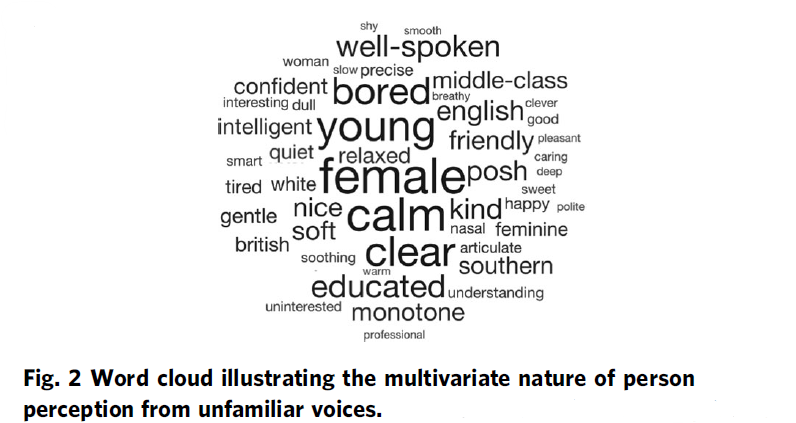 shy smooth
well-spoken
woman
slow precise
confident bored middle-class
breathy
interesting dull english clever
good
intelligent young friendly pleasant
smart quiet relaxed caring
female posh deep
tired white sweet
nice calm kind happy polite
gentle soft nasal feminine
british clear articulate
soothing southern
warm
educated understanding
uninterested monotone
professional
Fig. 2 Word cloud illustrating the multivariate nature of person
perception from unfamiliar voices.